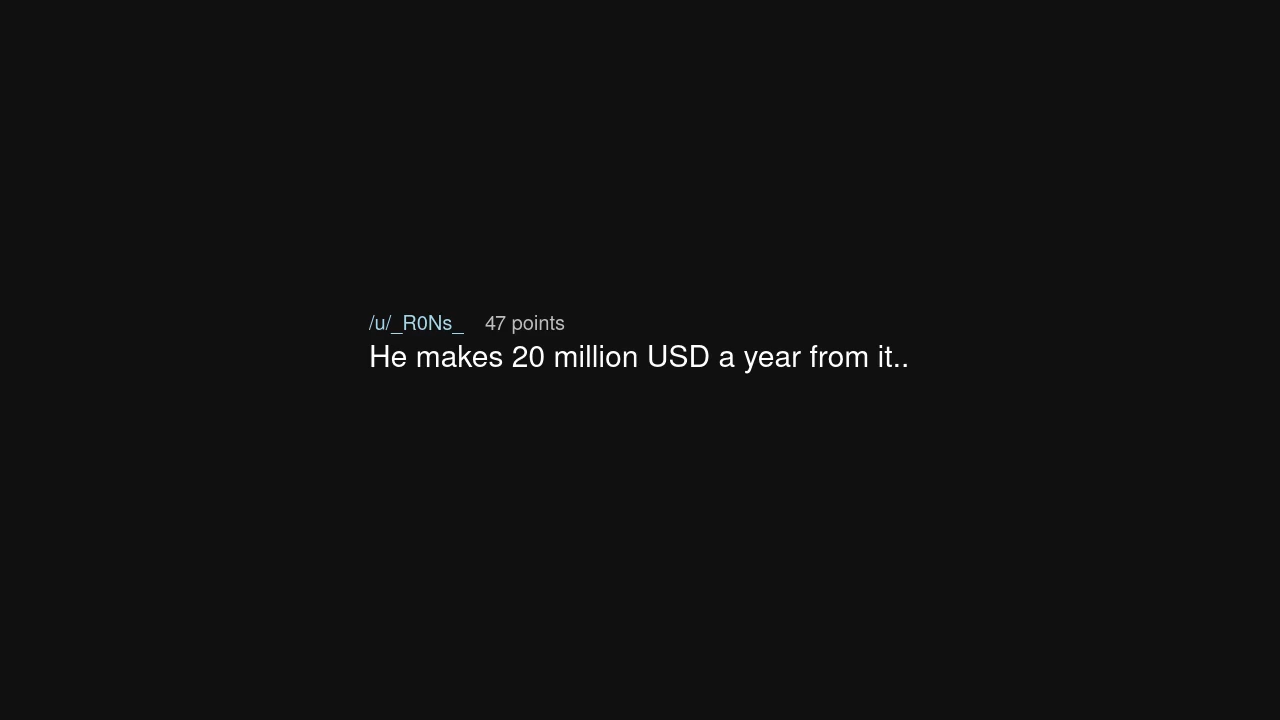 /u/_R0Ns_ 47 points
He makes 20 million USD a year from it..